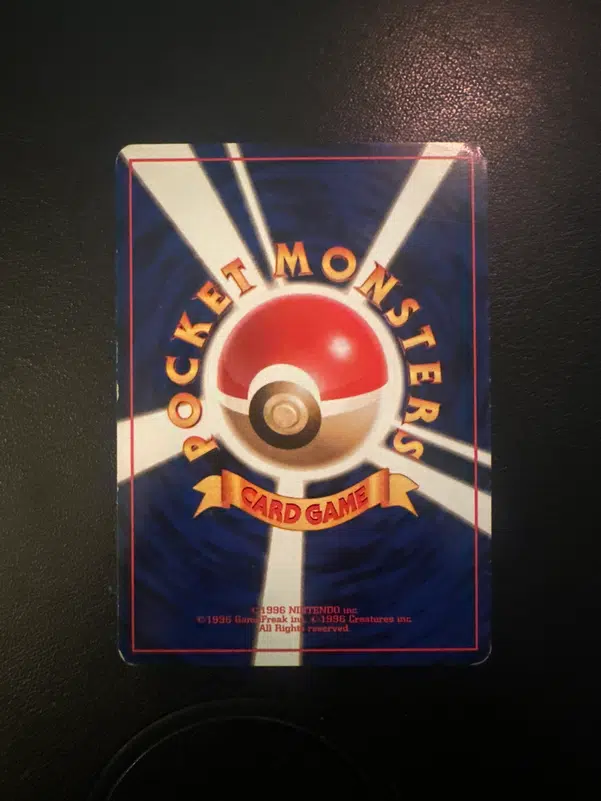 POCKET MONSTERS
CARD GAME
©1996 NINTENDO inc.
©1996 GameFreak inc. ©1996 Creatures inc.
All Rights reserved.